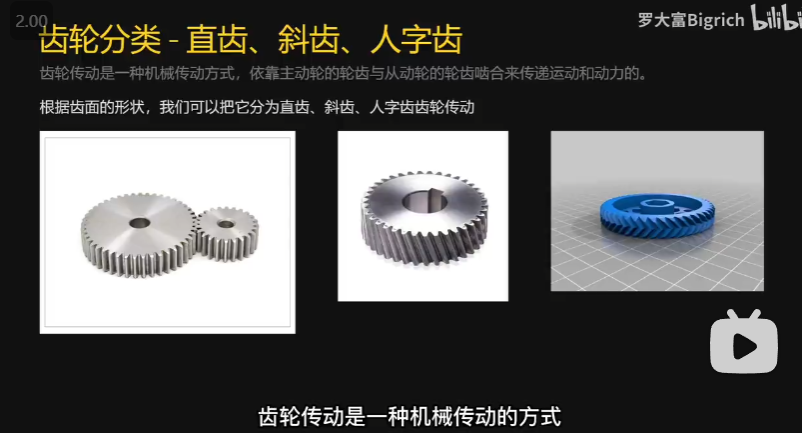 2.00
罗大富Bigrich bilibi
齿轮分类 - 直齿、斜齿、人字齿
齿轮传动是一种机械传动方式，依靠主动轮的轮齿与从动轮的轮齿啮合来传递运动和动力的。
根据齿面的形状，我们可以把它分为直齿、斜齿、人字齿齿轮传动
齿轮传动是一种机械传动的方式